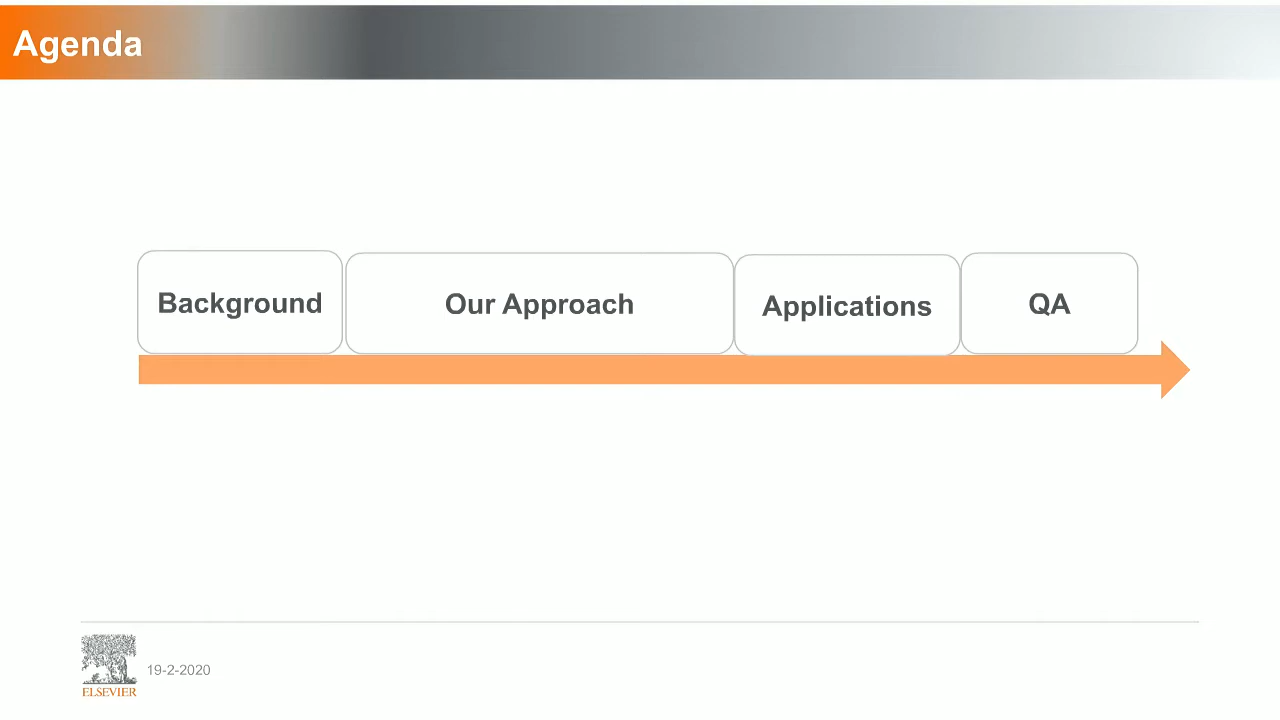 Agenda
Background
Our Approach
Applications
QA
19-2-2020
ELSEVIER